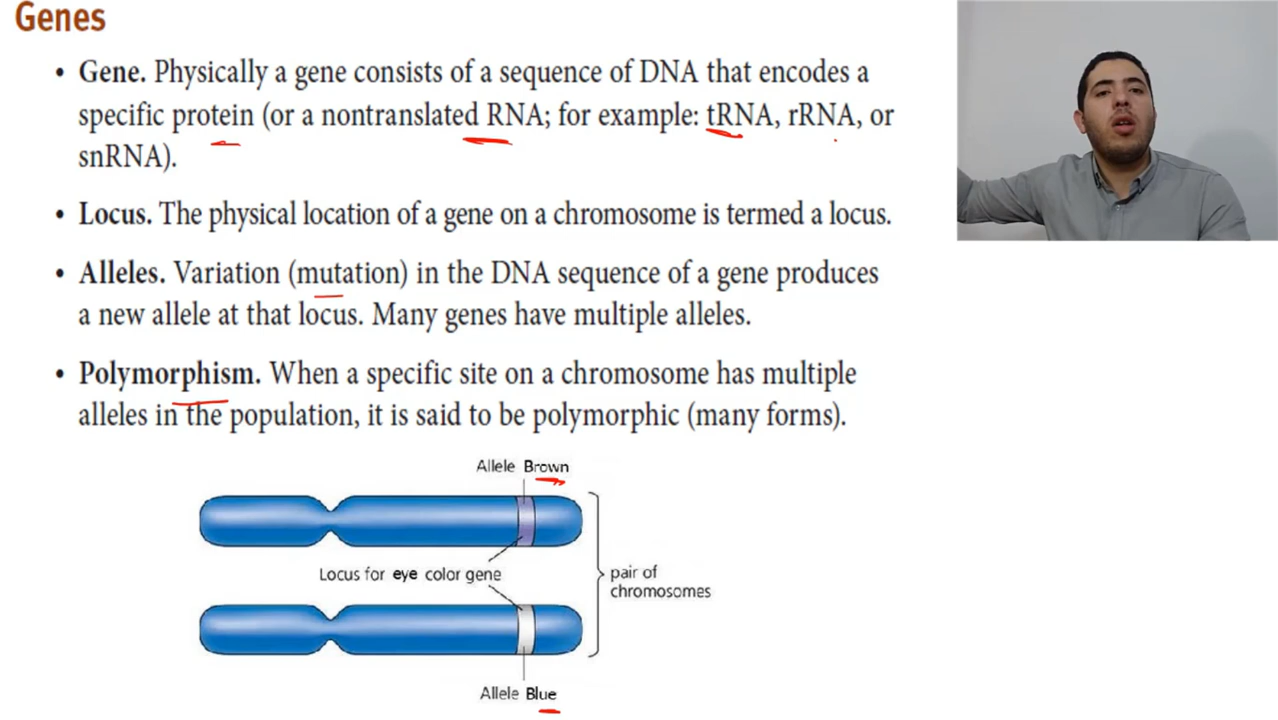 Genes
• Gene. Physically a gene consists of a sequence of DNA that encodes a
specific protein (or a nontranslated RNA; for example: tRNA, rRNA, or
snRNA).
• Locus. The physical location of a gene on a chromosome is termed a locus.
• Alleles. Variation (mutation) in the DNA sequence of a gene produces
a new allele at that locus. Many genes have multiple alleles.
• Polymorphism. When a specific site on a chromosome has multiple
alleles in the population, it is said to be polymorphic (many forms).
Allele Brown
Locus for eye color gene
pair of
chromosomes
Allele Blue